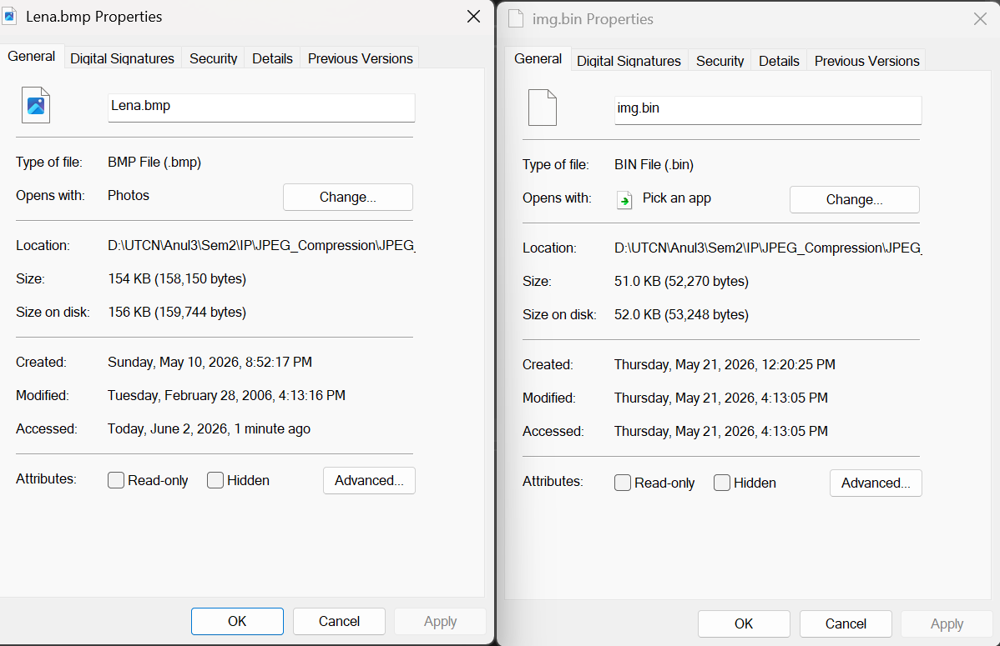 Lena.bmp Properties
General Digital Signatures Security Details Previous Versions
Lena.bmp
Type of file: BMP File (.bmp)
Opens with: Photos Change...
Location: D:\UTCN\Anul3\Sem2\IP\JPEG_Compression\JPEG_
Size: 154 KB (158,150 bytes)
Size on disk: 156 KB (159,744 bytes)
Created: Sunday, May 10, 2026, 8:52:17 PM
Modified: Tuesday, February 28, 2006, 4:13:16 PM
Accessed: Today, June 2, 2026, 1 minute ago
Attributes: Read-only Hidden Advanced...
OK Cancel Apply
img.bin Properties
General Digital Signatures Security Details Previous Versions
img.bin
Type of file: BIN File (.bin)
Opens with: Pick an app Change...
Location: D:\UTCN\Anul3\Sem2\IP\JPEG_Compression\JPEG_
Size: 51.0 KB (52,270 bytes)
Size on disk: 52.0 KB (53,248 bytes)
Created: Thursday, May 21, 2026, 12:20:25 PM
Modified: Thursday, May 21, 2026, 4:13:05 PM
Accessed: Thursday, May 21, 2026, 4:13:05 PM
Attributes: Read-only Hidden Advanced...
OK Cancel Apply